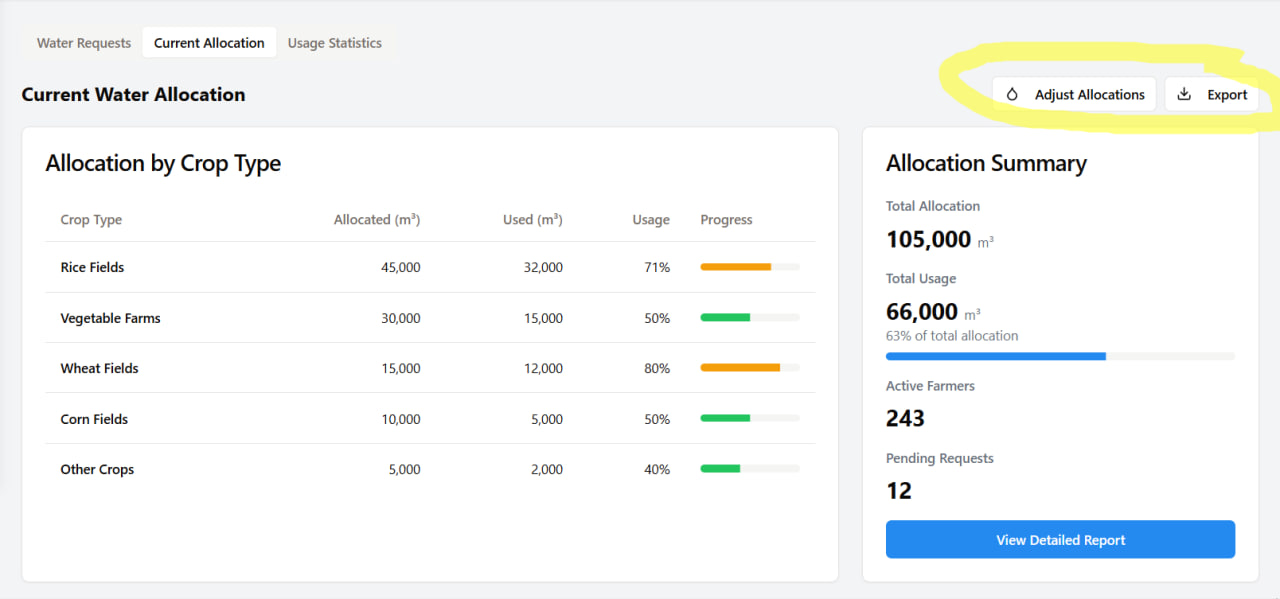 Water Requests Current Allocation Usage Statistics
Current Water Allocation
Adjust Allocations Export
Allocation by Crop Type
Crop Type Allocated (m³) Used (m³) Usage Progress
Rice Fields 45,000 32,000 71%
Vegetable Farms 30,000 15,000 50%
Wheat Fields 15,000 12,000 80%
Corn Fields 10,000 5,000 50%
Other Crops 5,000 2,000 40%
Allocation Summary
Total Allocation
105,000 m³
Total Usage
66,000 m³
63% of total allocation
Active Farmers
243
Pending Requests
12
View Detailed Report